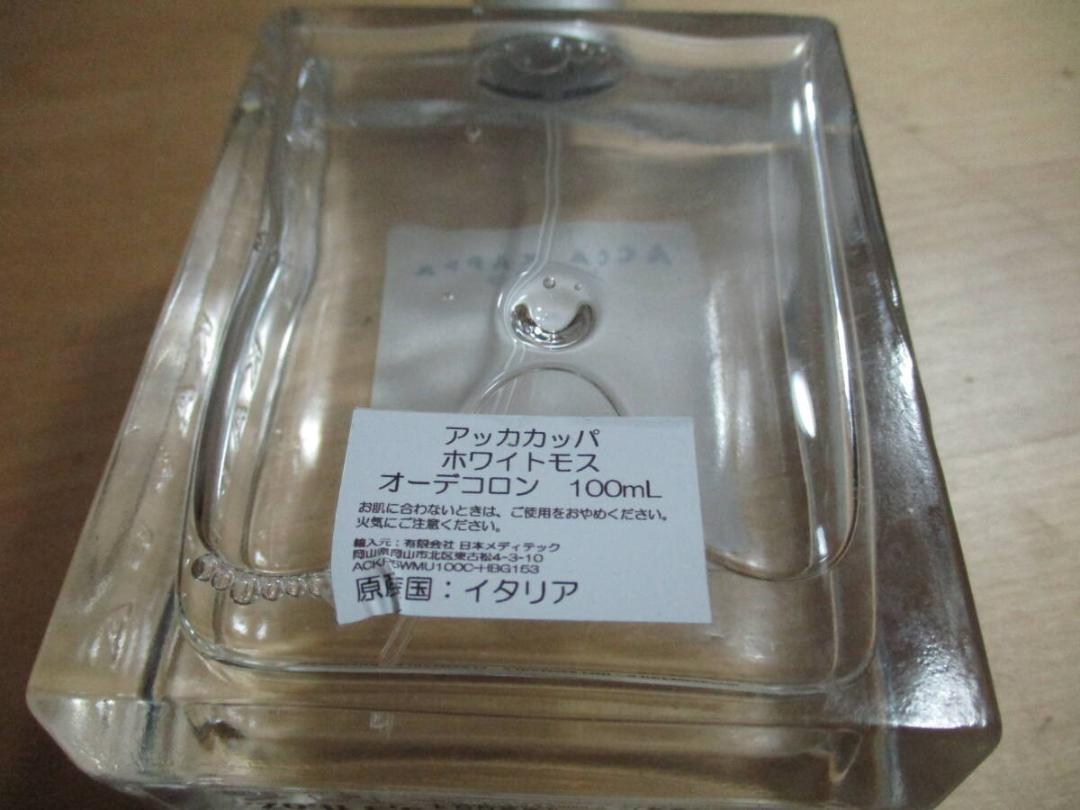 アッカカッパ
ホワイトモス
オーデコロン 100mL
お肌に合わないときは、ご使用をおやめください。
火気にご注意ください。
輸入元：有限会社 日本メディテック
岡山県岡山市北区東古松4-3-10
WMU100C-HBG153
原産国：イタリア